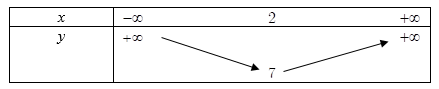 x −∞ 2 +∞
y +∞ +∞
7